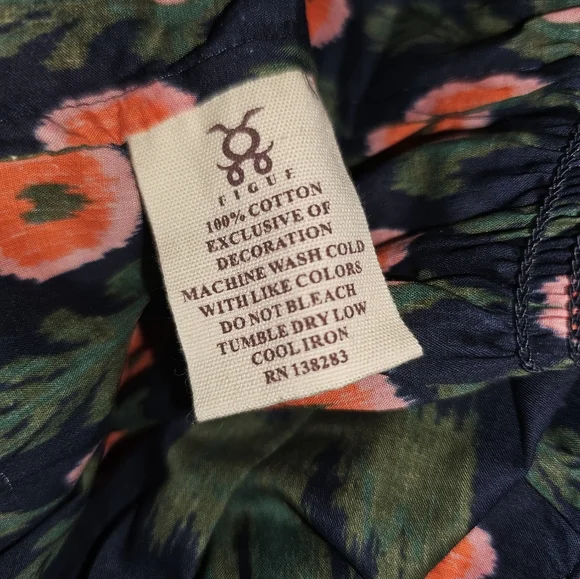 FIGUE
100% COTTON
EXCLUSIVE OF
DECORATION
MACHINE WASH COLD
WITH LIKE COLORS
DO NOT BLEACH
TUMBLE DRY LOW
COOL IRON
RN 138283